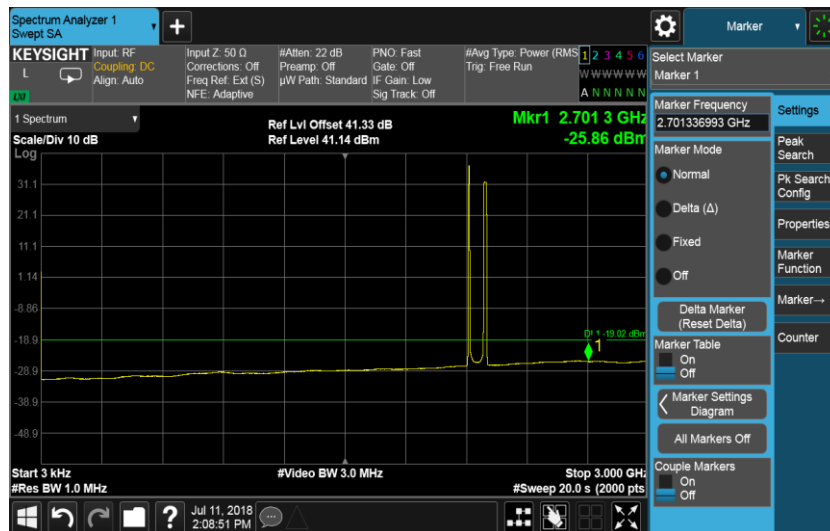 Spectrum Analyzer 1
Swept SA
+
Marker
KEYSIGHT
L
LXI
Input: RF
Coupling: DC
Align: Auto
Input Z: 50 Ω
Corrections: Off
Freq Ref: Ext (S)
NFE: Adaptive
#Atten: 22 dB
Preamp: Off
µW Path: Standard
PNO: Fast
Gate: Off
IF Gain: Low
Sig Track: Off
#Avg Type: Power (RMS
Trig: Free Run
1 2 3 4 5 6
W W W W W W
A N N N N N
Select Marker
Marker 1
1 Spectrum
Scale/Div 10 dB
Log
Ref Lvl Offset 41.33 dB
Ref Level 41.14 dBm
Mkr1 2.701 3 GHz
-25.86 dBm
31.1
21.1
11.1
1.14
-8.86
-18.9
-28.9
-38.9
-48.9
DL1 -19.02 dBm
1
Start 3 kHz
#Res BW 1.0 MHz
#Video BW 3.0 MHz
Stop 3.000 GHz
#Sweep 20.0 s (2000 pts
Marker Frequency
2.701336993 GHz
Marker Mode
Normal
Delta (Δ)
Fixed
Off
Delta Marker
(Reset Delta)
Marker Table
On
Off
Marker Settings
Diagram
All Markers Off
Couple Markers
On
Off
Settings
Peak
Search
Pk Search
Config
Properties
Marker
Function
Marker→
Counter
?
Jul 11, 2018
2:08:51 PM